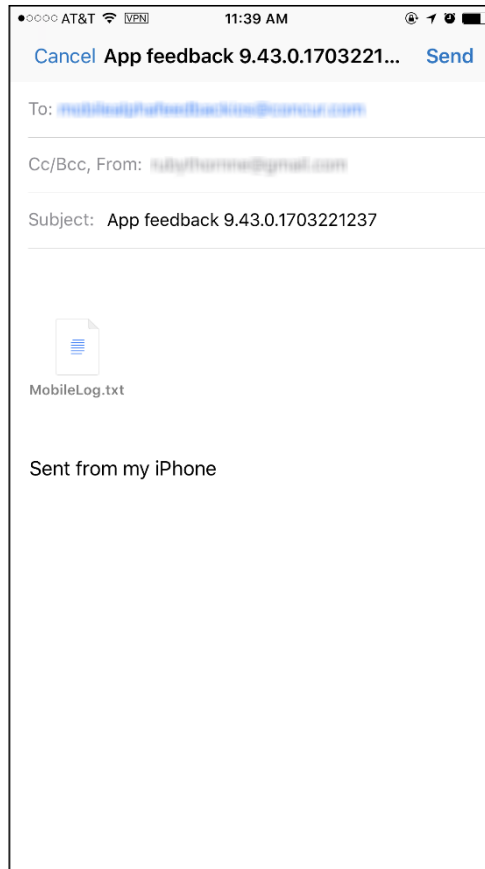 AT&T VPN 11:39 AM
Cancel App feedback 9.43.0.1703221... Send
To:
Cc/Bcc, From:
Subject: App feedback 9.43.0.1703221237
MobileLog.txt
Sent from my iPhone